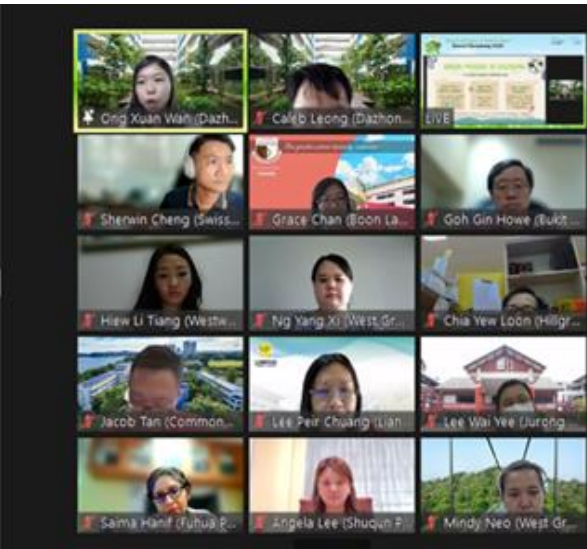 Ong Xuan Wan (Dazh...
Caleb Leong (Dazhon...
LIVE
Sherwin Cheng (Swiss...
Grace Chan (Boon La...
Goh Gin Howe (Bukit ...
Hiew Li Tiang (Westw...
Ng Yang Xi (West Gr...
Chia Yew Loon (Hillgr...
Jacob Tan (Common...
Lee Peir Chuang (Lian...
Lee Wai Yee (Jurong ...
Saima Hanif (Fuhua P...
Angela Lee (Shuqun P...
Mindy Neo (West Gr...